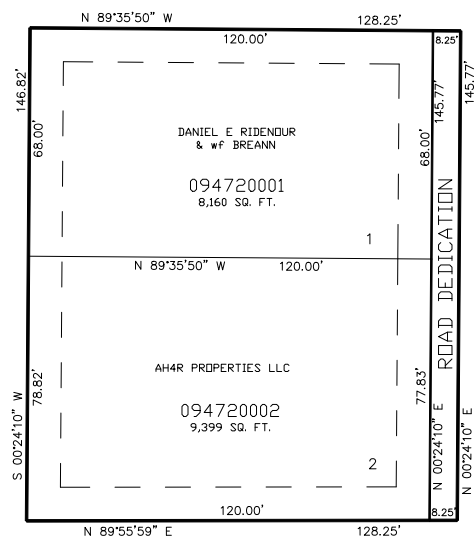 N 89°35'50" W 128.25'
120.00' 8.25'
146.82'
145.77'
145.77'
68.00'
68.00'
DANIEL E RIDENOUR
& wf BREANN
094720001
8,160 SQ. FT.
1
N 89°35'50" W 120.00'
ROAD DEDICATION
AH4R PROPERTIES LLC
78.82'
77.83'
094720002
9,399 SQ. FT.
2
S 00°24'10" W
N 00°24'10" E
N 00°24'10" E
120.00' 8.25'
N 89°55'59" E 128.25'